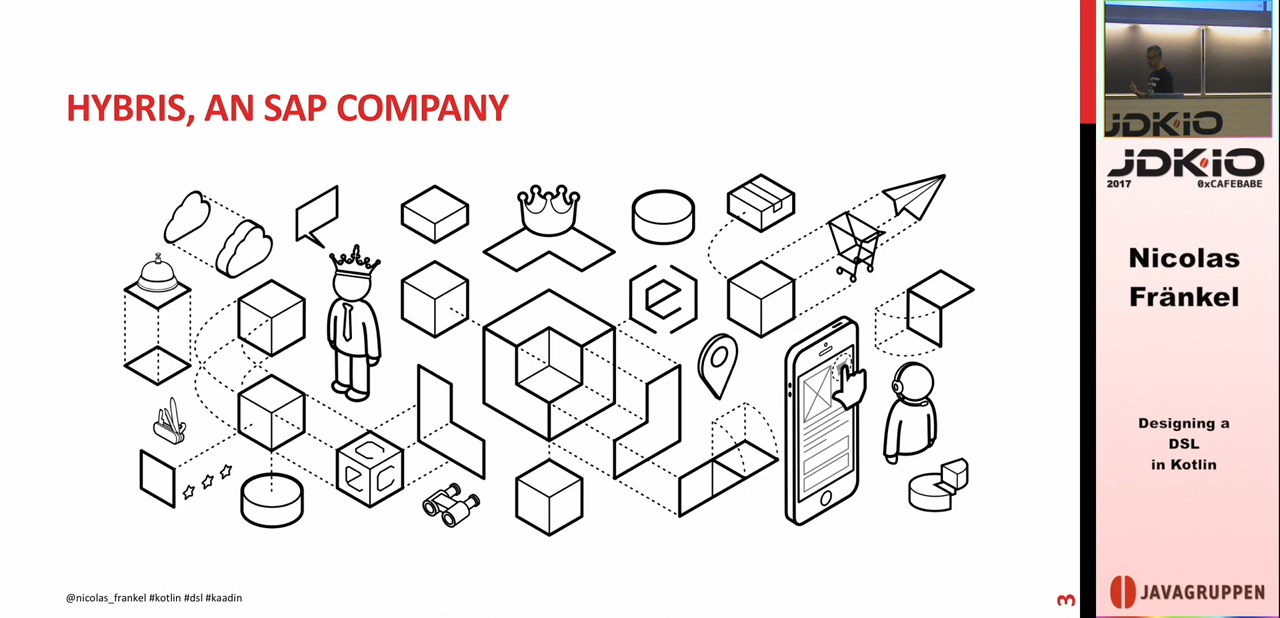 HYBRIS, AN SAP COMPANY
@nicolas_frankel #kotlin #dsl #kaadin
3
JDK.IO
JDK.IO
2017 0xCAFEBABE
Nicolas
Fränkel
Designing a
DSL
in Kotlin
JAVAGRUPPEN